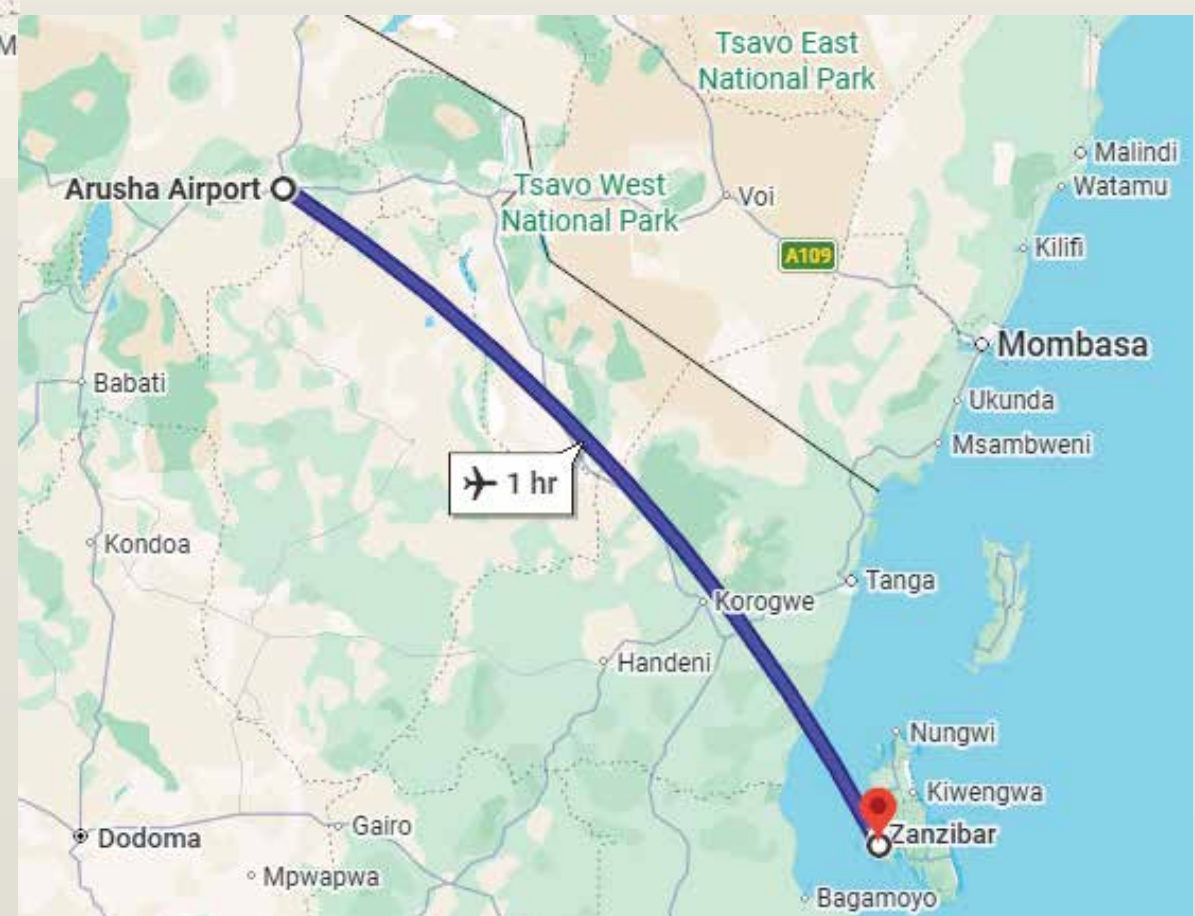 M
Tsavo East
National Park
Malindi
Arusha Airport
Tsavo West
National Park
Watamu
Voi
Kilifi
A109
Mombasa
Babati
Ukunda
Msambweni
1 hr
Kondoa
Tanga
Korogwe
Handeni
Nungwi
Kiwengwa
Gairo
Zanzibar
Dodoma
Mpwapwa
Bagamoyo